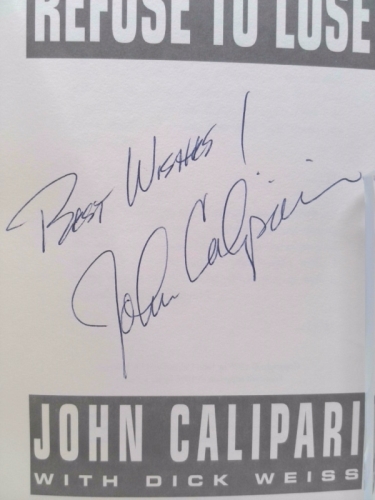 REFUSE TO LOSE
Best Wishes!
John Calipari
JOHN CALIPARI
WITH DICK WEISS